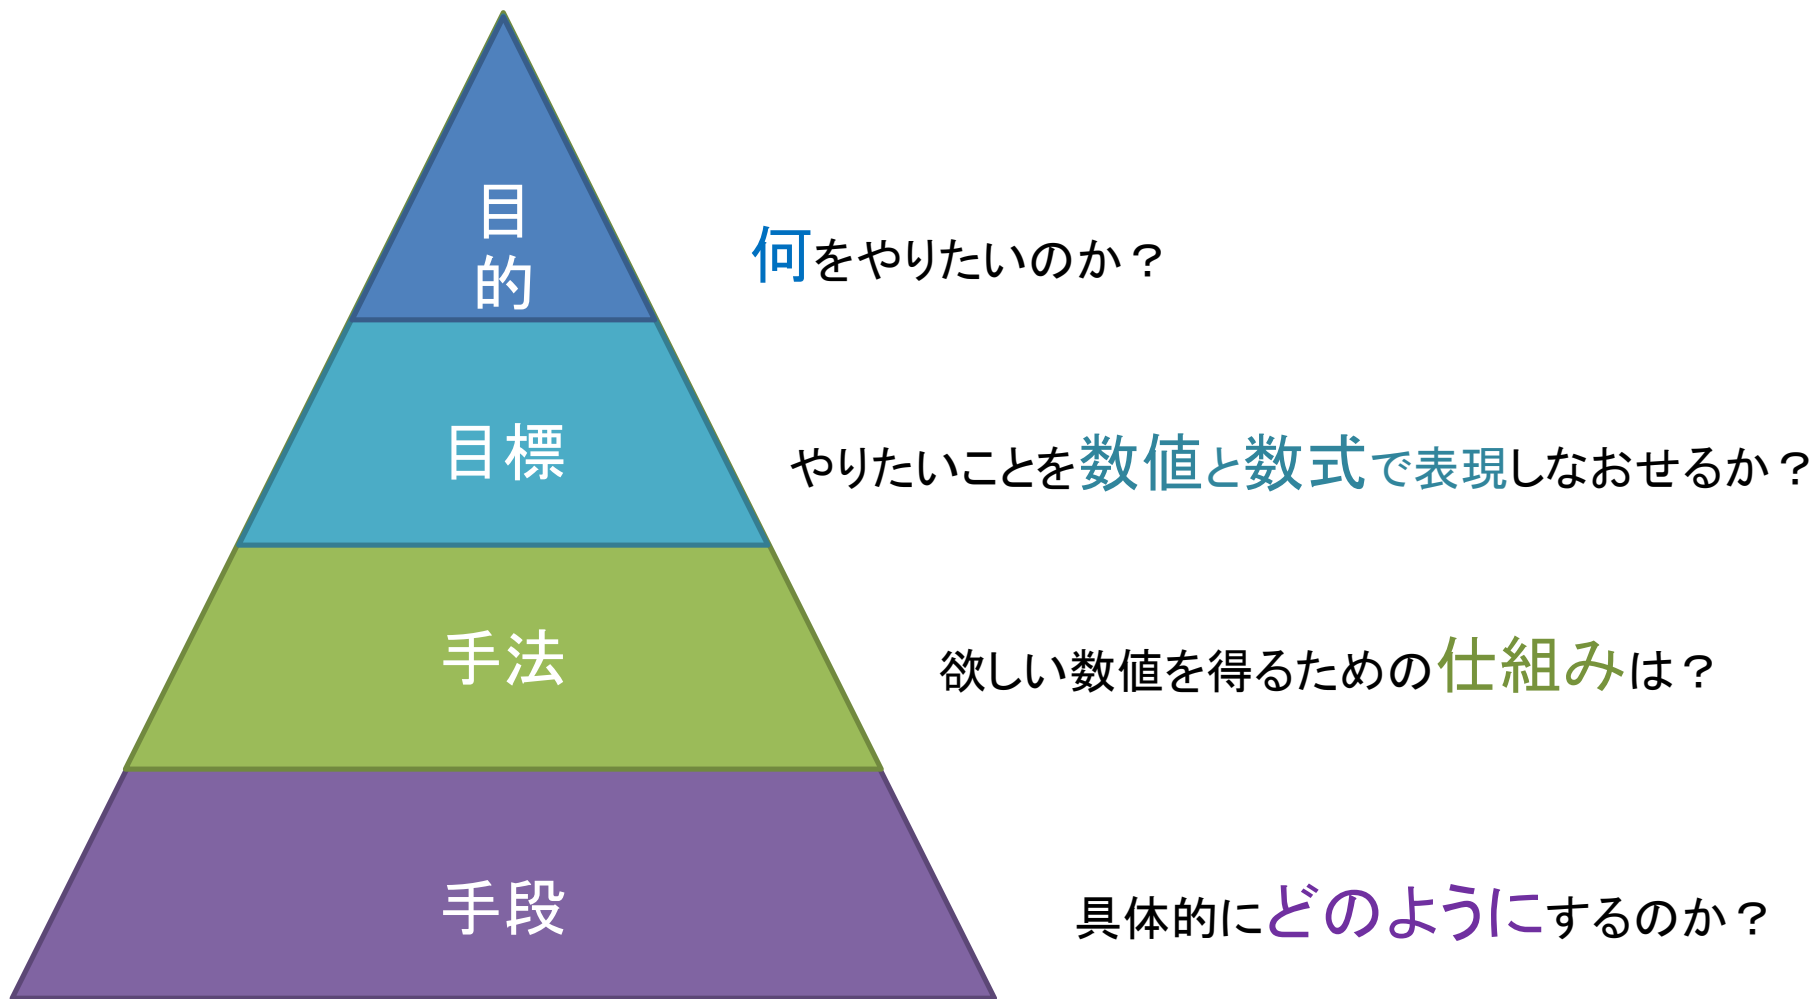 目
的
何をやりたいのか？
目標
やりたいことを数値と数式で表現しなおせるか？
手法
欲しい数値を得るための仕組みは？
手段
具体的にどのようにするのか？